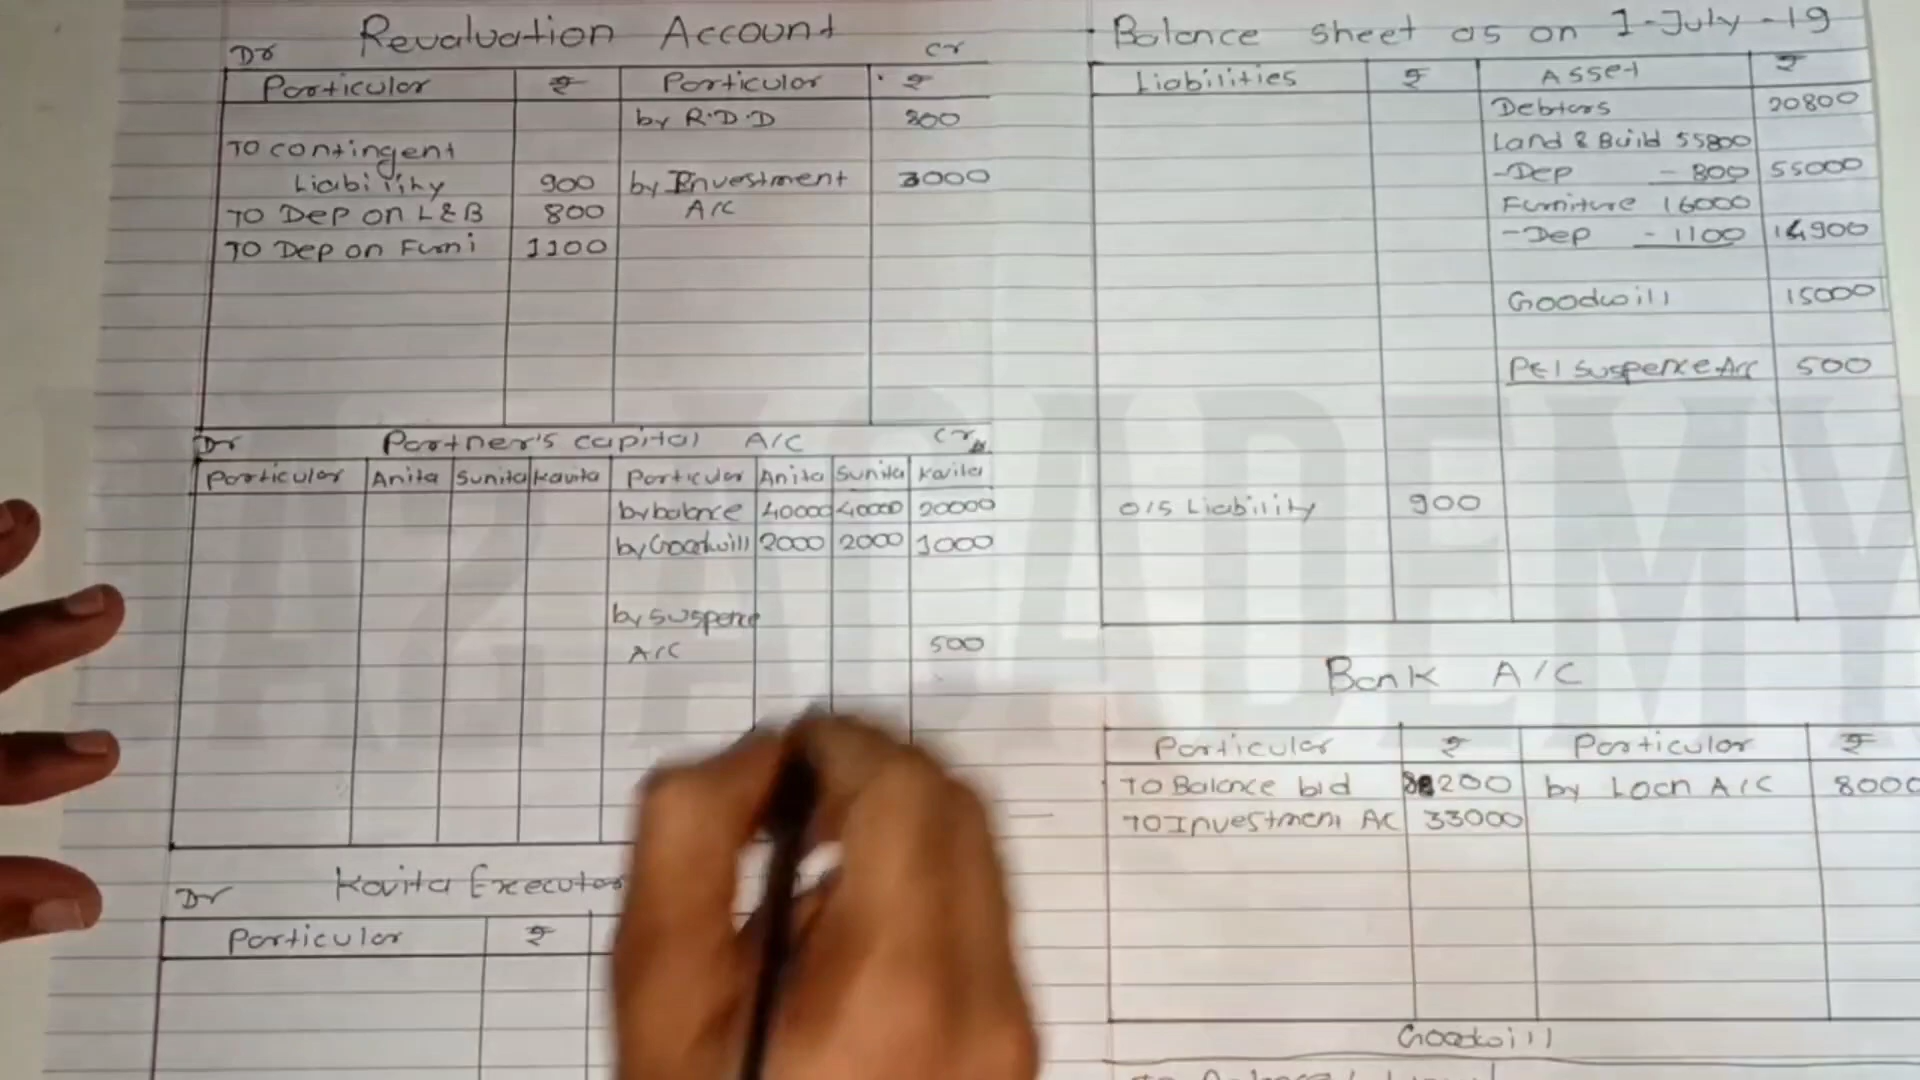 Revaluation Account
Dr Cr
Particular ₹ Particular ₹
by R.D.D 300
To contingent
Liability 900 by Investment 3000
To Dep on L&B 800 A/C
To Dep on Furni 1100
Dr Partner's capital A/C Cr
Particular Anita Sunita Kavita Particular Anita Sunita Kavita
by balance 40000 40000 20000
by Goodwill 2000 2000 1000
by suspence
A/C 500
Dr Kavita Executor
Particular ₹
Balance sheet as on 1-July-19
Liabilities ₹ Asset ₹
Debtors 20800
Land & Build 55800
-Dep - 800 55000
Furniture 16000
-Dep - 1100 14900
Goodwill 15000
P&l suspence A/c 500
O/S Liability 900
Bank A/C
Particular ₹ Particular ₹
To Balance b/d 200 by Loan A/C 8000
To Investment AC 33000
Goodwill
ACADEMY